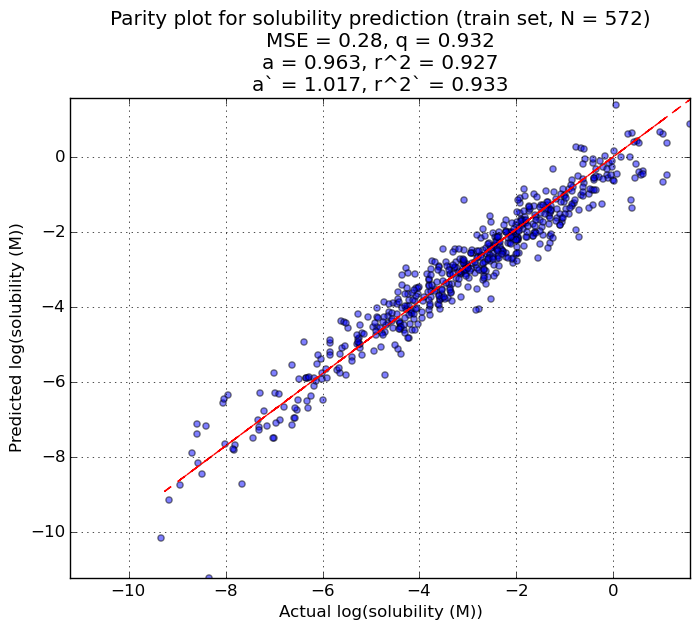 Parity plot for solubility prediction (train set, N = 572)
MSE = 0.28, q = 0.932
a = 0.963, r^2 = 0.927
a` = 1.017, r^2` = 0.933
Predicted log(solubility (M))
0
−2
−4
−6
−8
−10
−10 −8 −6 −4 −2 0
Actual log(solubility (M))